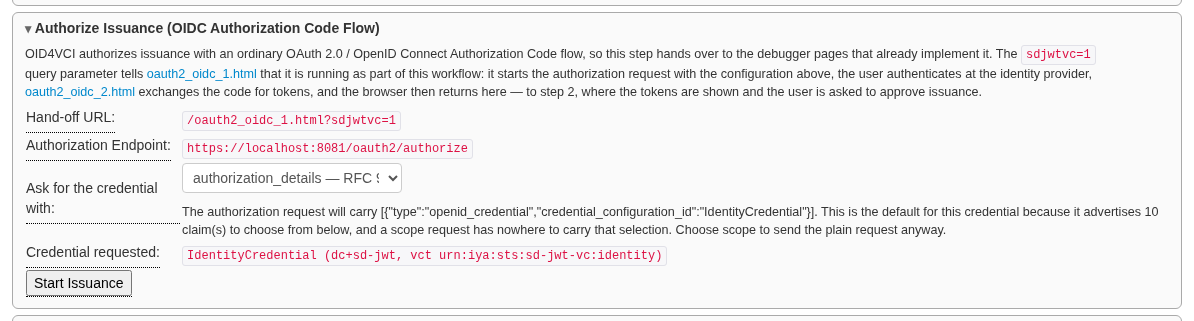 ▾ Authorize Issuance (OIDC Authorization Code Flow)
OID4VCI authorizes issuance with an ordinary OAuth 2.0 / OpenID Connect Authorization Code flow, so this step hands over to the debugger pages that already implement it. The sdjwtvc=1
query parameter tells oauth2_oidc_1.html that it is running as part of this workflow: it starts the authorization request with the configuration above, the user authenticates at the identity provider,
oauth2_oidc_2.html exchanges the code for tokens, and the browser then returns here — to step 2, where the tokens are shown and the user is asked to approve issuance.
Hand-off URL: /oauth2_oidc_1.html?sdjwtvc=1
Authorization Endpoint: https://localhost:8081/oauth2/authorize
Ask for the credential with: authorization_details — RFC
The authorization request will carry [{"type":"openid_credential","credential_configuration_id":"IdentityCredential"}]. This is the default for this credential because it advertises 10
claim(s) to choose from below, and a scope request has nowhere to carry that selection. Choose scope to send the plain request anyway.
Credential requested: IdentityCredential (dc+sd-jwt, vct urn:iya:sts:sd-jwt-vc:identity)
Start Issuance